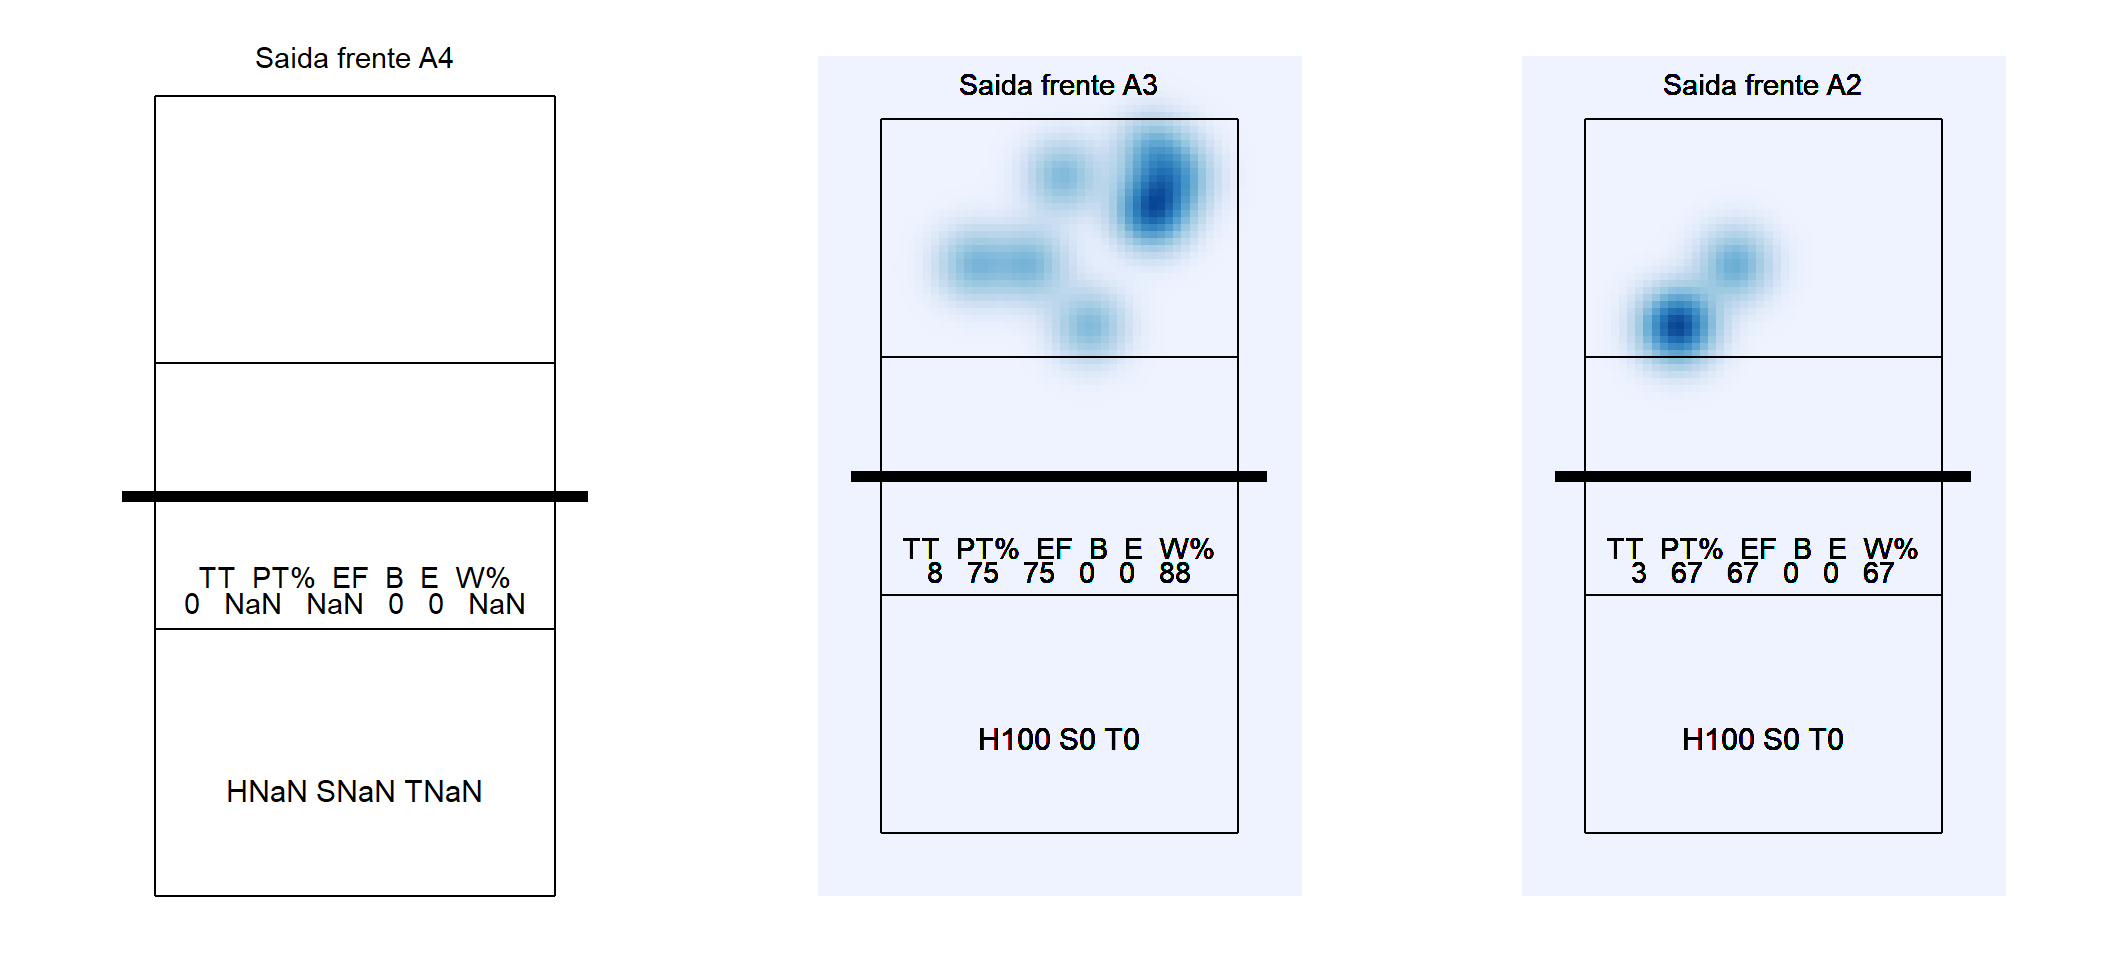 Saida frente A4
TT PT% EF B E W%
0 NaN NaN 0 0 NaN
HNaN SNaN TNaN
Saida frente A3
TT PT% EF B E W%
8 75 75 0 0 88
H100 S0 T0
Saida frente A2
TT PT% EF B E W%
3 67 67 0 0 67
H100 S0 T0